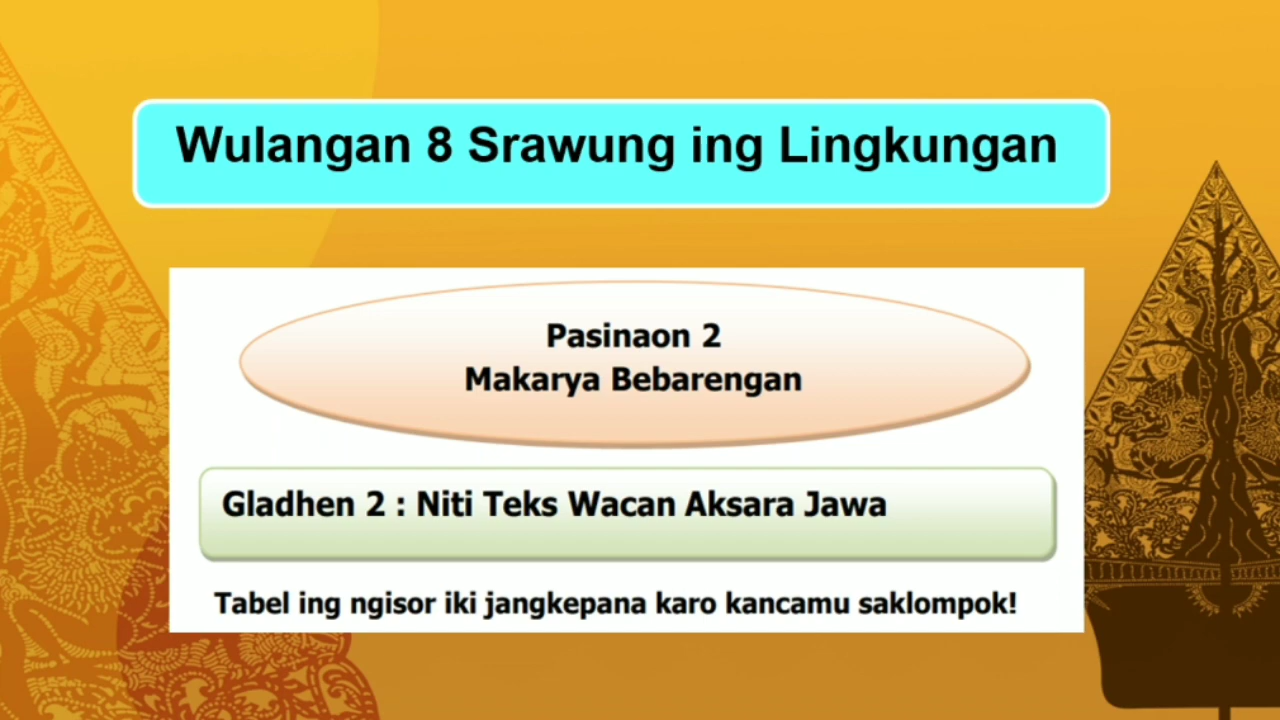 Wulangan 8 Srawung ing Lingkungan
Pasinaon 2
Makarya Bebarengan
Gladhen 2 : Niti Teks Wacan Aksara Jawa
Tabel ing ngisor iki jangkepana karo kancamu saklompok!